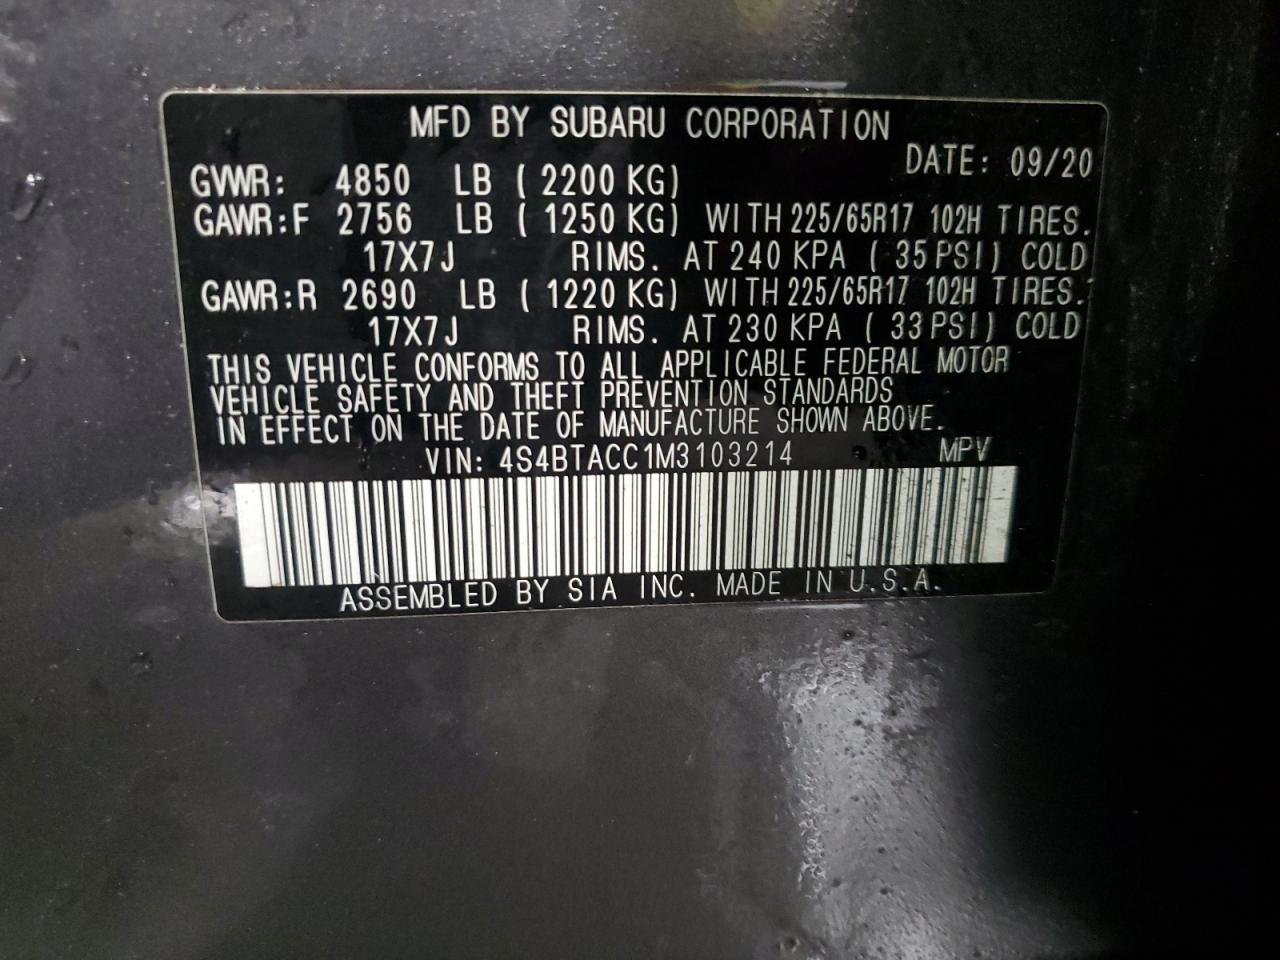 MFD BY SUBARU CORPORATION
DATE: 09/20
GVWR: 4850 LB ( 2200 KG)
GAWR:F 2756 LB ( 1250 KG) WITH 225/65R17 102H TIRES.
17X7J RIMS. AT 240 KPA ( 35 PSI) COLD
GAWR:R 2690 LB ( 1220 KG) WITH 225/65R17 102H TIRES.
17X7J RIMS. AT 230 KPA ( 33 PSI) COLD
THIS VEHICLE CONFORMS TO ALL APPLICABLE FEDERAL MOTOR
VEHICLE SAFETY AND THEFT PREVENTION STANDARDS
IN EFFECT ON THE DATE OF MANUFACTURE SHOWN ABOVE.
VIN: 4S4BTACC1M3103214 MPV
ASSEMBLED BY SIA INC. MADE IN U.S.A.